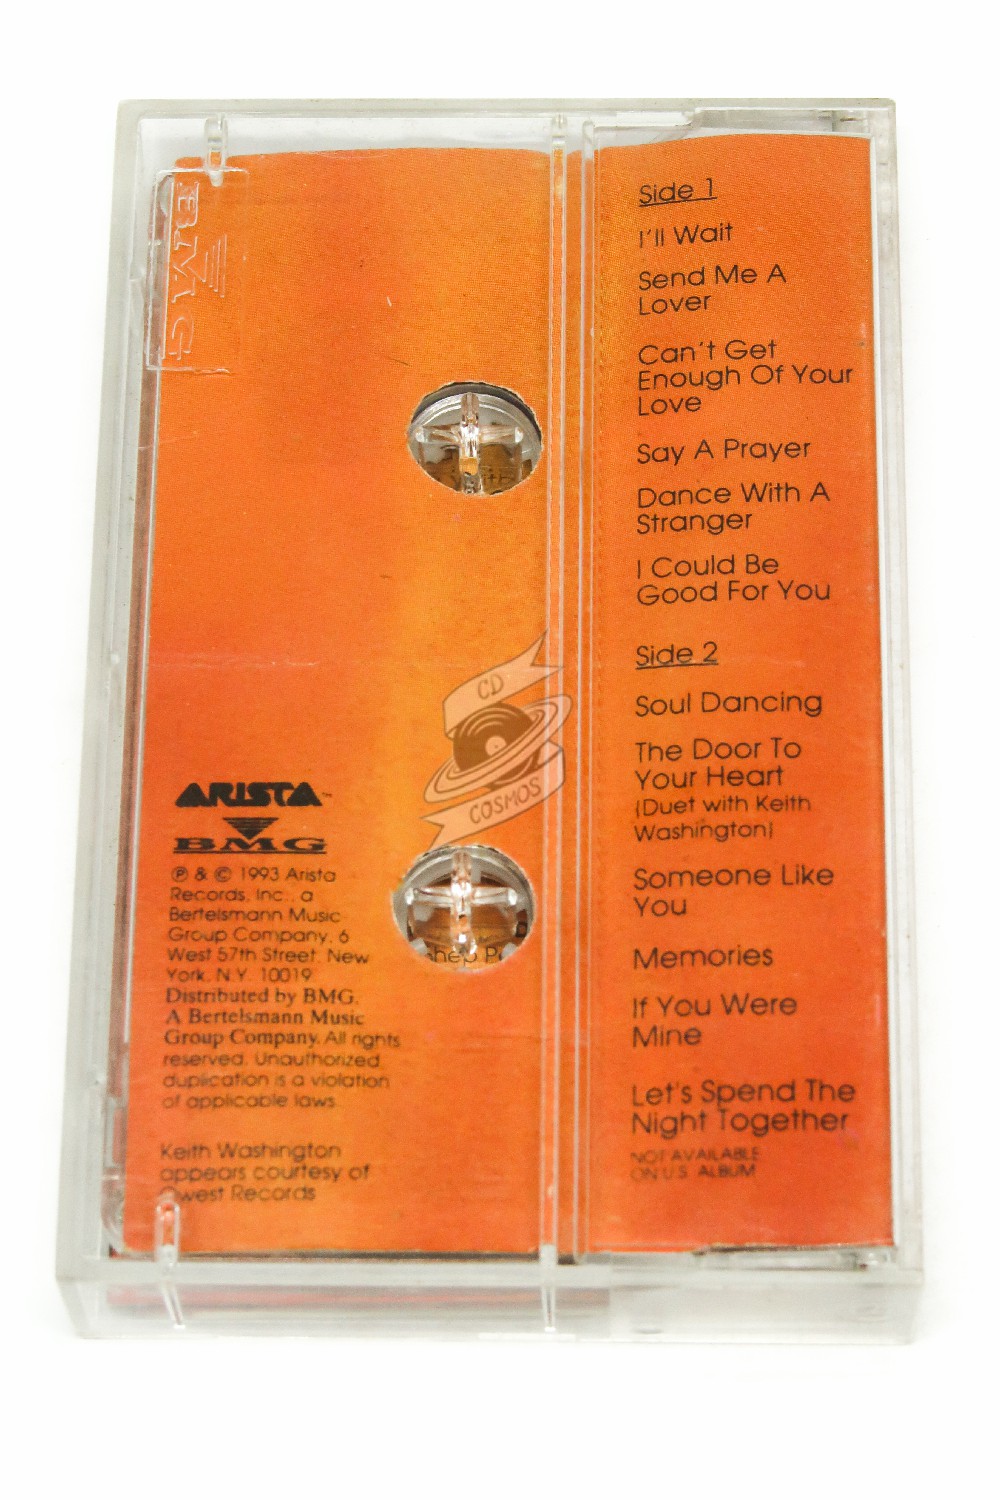 BMG
Side 1
I'll Wait
Send Me A
Lover
Can't Get
Enough Of Your
Love
Say A Prayer
Dance With A
Stranger
I Could Be
Good For You
Side 2
Soul Dancing
The Door To
Your Heart
(Duet with Keith
Washington)
Someone Like
You
Memories
If You Were
Mine
Let's Spend The
Night Together
NOT AVAILABLE
ON U.S. ALBUM
CD
COSMOS
ARISTA™
BMG
℗ & © 1993 Arista
Records, Inc., a
Bertelsmann Music
Group Company, 6
West 57th Street, New
York, N.Y. 10019
Distributed by BMG,
A Bertelsmann Music
Group Company. All rights
reserved. Unauthorized
duplication is a violation
of applicable laws.
Keith Washington
appears courtesy of
Qwest Records